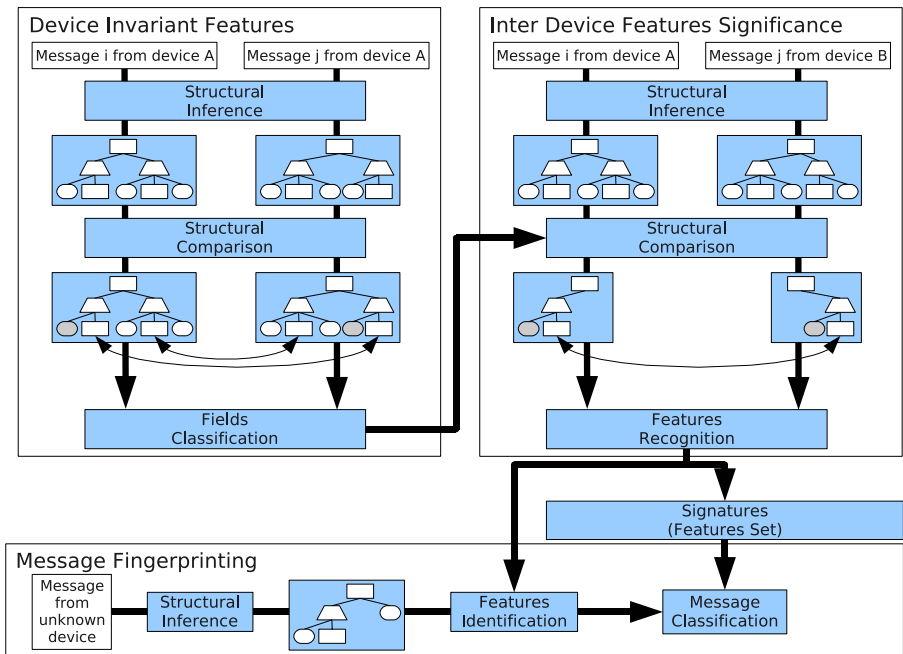 Device Invariant Features
Message i from device A
Message j from device A
Structural
Inference
Structural
Comparison
Fields
Classification
Inter Device Features Significance
Message i from device A
Message j from device B
Structural
Inference
Structural
Comparison
Features
Recognition
Signatures
(Features Set)
Message Fingerprinting
Message
from
unknown
device
Structural
Inference
Features
Identification
Message
Classification